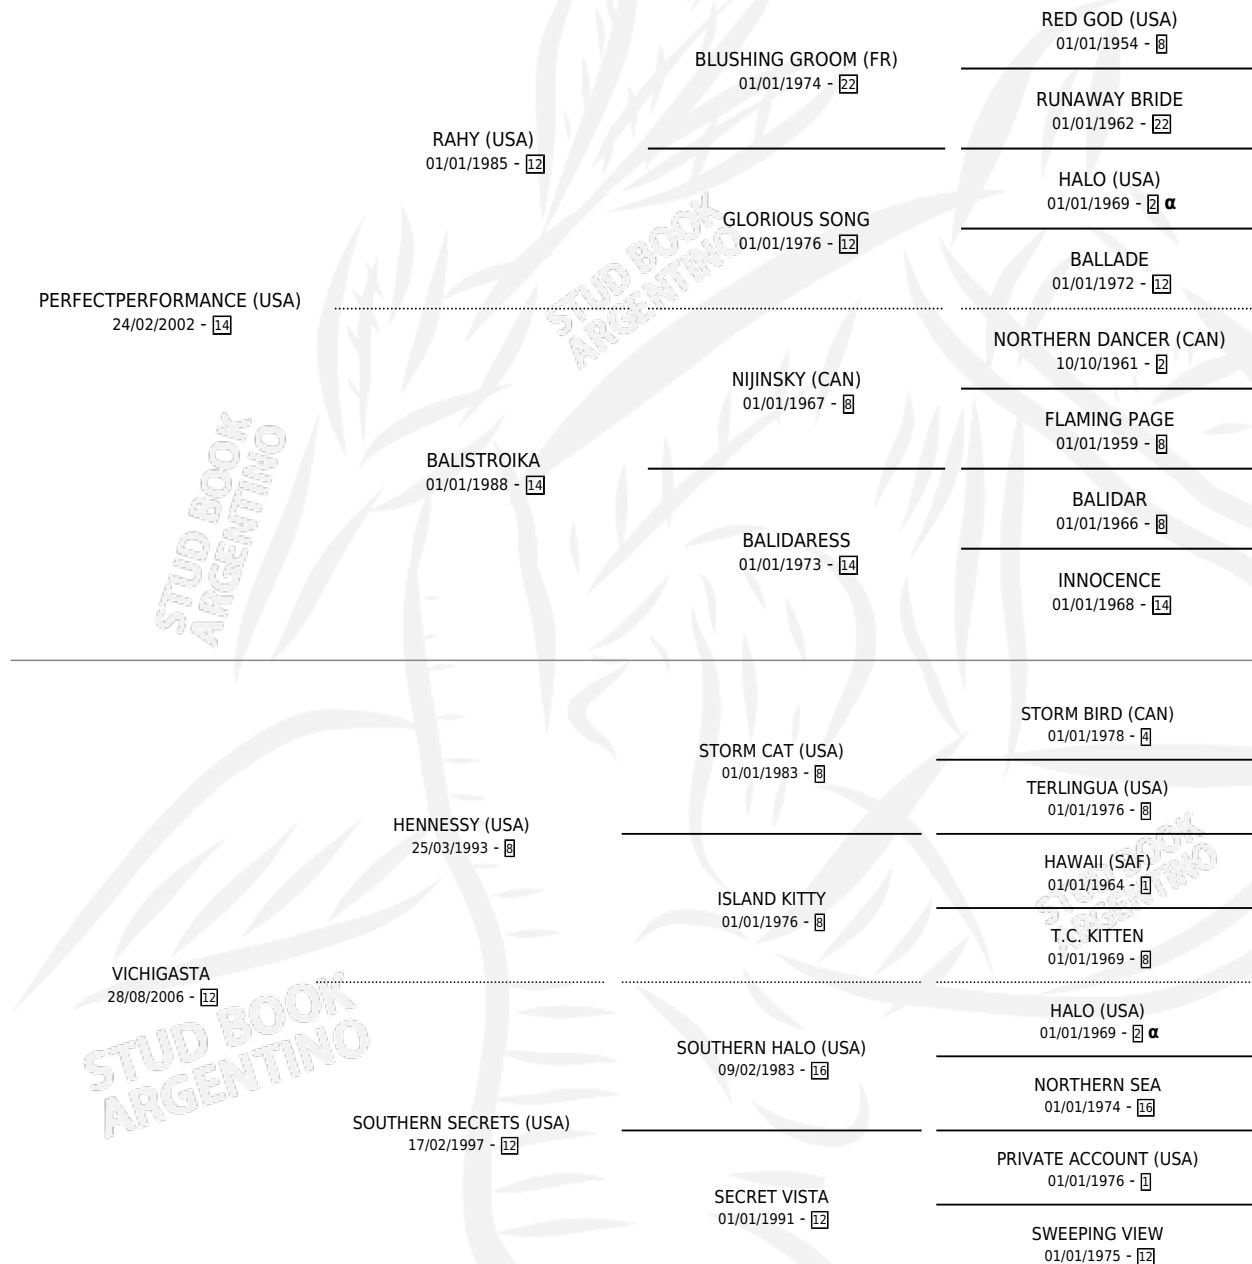 RED GOD (USA)
01/01/1954 - 8
BLUSHING GROOM (FR)
01/01/1974 - 22
RUNAWAY BRIDE
01/01/1962 - 22
RAHY (USA)
01/01/1985 - 12
HALO (USA)
01/01/1969 - 2 α
GLORIOUS SONG
01/01/1976 - 12
BALLADE
01/01/1972 - 12
STUD BOOK
ARGENTINO
PERFECTPERFORMANCE (USA)
24/02/2002 - 14
NORTHERN DANCER (CAN)
10/10/1961 - 2
NIJINSKY (CAN)
01/01/1967 - 8
FLAMING PAGE
01/01/1959 - 8
BALISTROIKA
01/01/1988 - 14
BALIDAR
01/01/1966 - 8
BALIDARESS
01/01/1973 - 14
INNOCENCE
01/01/1968 - 14
STUD BOOK
ARGENTINO
STORM BIRD (CAN)
01/01/1978 - 4
STORM CAT (USA)
01/01/1983 - 8
TERLINGUA (USA)
01/01/1976 - 8
HENNESSY (USA)
25/03/1993 - 8
HAWAII (SAF)
01/01/1964 - 1
ISLAND KITTY
01/01/1976 - 8
T.C. KITTEN
01/01/1969 - 8
STUD BOOK
ARGENTINO
VICHIGASTA
28/08/2006 - 12
HALO (USA)
01/01/1969 - 2 α
SOUTHERN HALO (USA)
09/02/1983 - 16
NORTHERN SEA
01/01/1974 - 16
SOUTHERN SECRETS (USA)
17/02/1997 - 12
PRIVATE ACCOUNT (USA)
01/01/1976 - 1
SECRET VISTA
01/01/1991 - 12
SWEEPING VIEW
01/01/1975 - 12
STUD BOOK
ARGENTINO